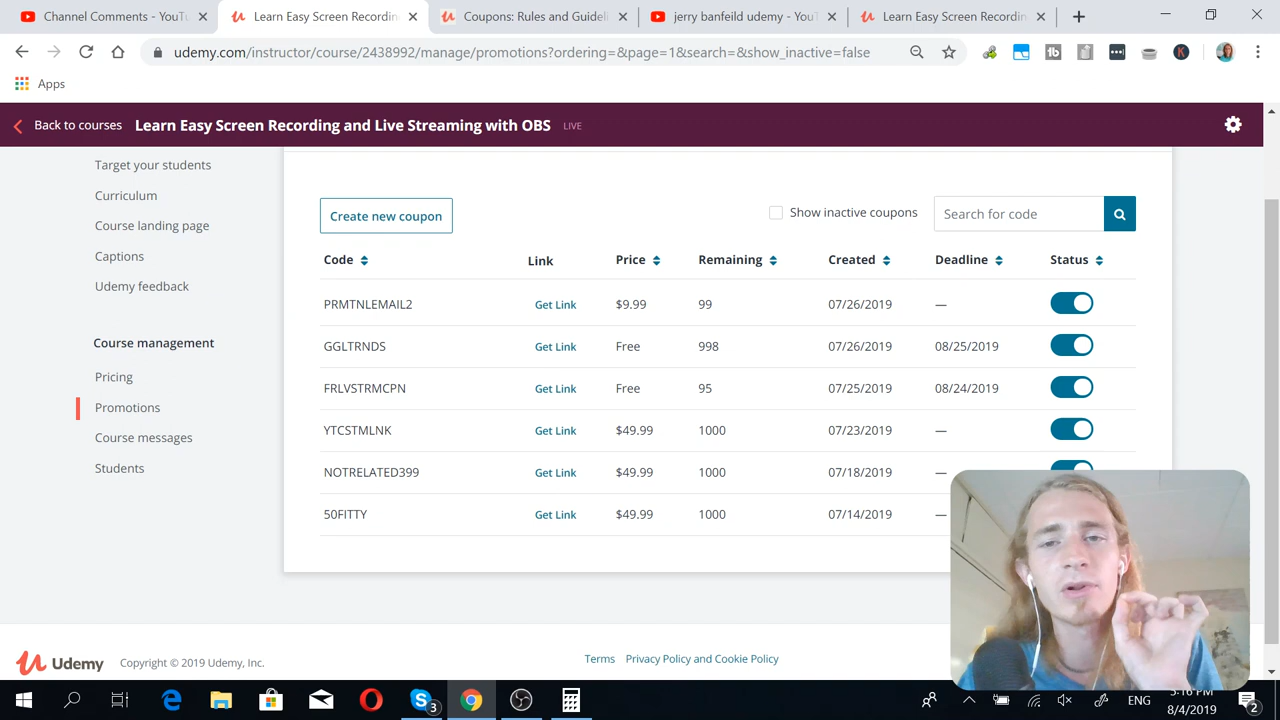 Channel Comments - YouTu
Learn Easy Screen Recording
Coupons: Rules and Guideli
jerry banfeild udemy - YouT
Learn Easy Screen Recordin
udemy.com/instructor/course/2438992/manage/promotions?ordering=&page=1&search=&show_inactive=false
Apps
Back to courses
Learn Easy Screen Recording and Live Streaming with OBS
LIVE
Target your students
Curriculum
Course landing page
Captions
Udemy feedback
Course management
Pricing
Promotions
Course messages
Students
Create new coupon
Show inactive coupons
Search for code
Code Link Price Remaining Created Deadline Status
PRMTNLEMAIL2 Get Link $9.99 99 07/26/2019 —
GGLTRNDS Get Link Free 998 07/26/2019 08/25/2019
FRLVSTRMCPN Get Link Free 95 07/25/2019 08/24/2019
YTCSTMLNK Get Link $49.99 1000 07/23/2019 —
NOTRELATED399 Get Link $49.99 1000 07/18/2019 —
50FITTY Get Link $49.99 1000 07/14/2019 —
Udemy
Copyright © 2019 Udemy, Inc.
Terms
Privacy Policy and Cookie Policy
3
ENG
5:16 PM
8/4/2019
2